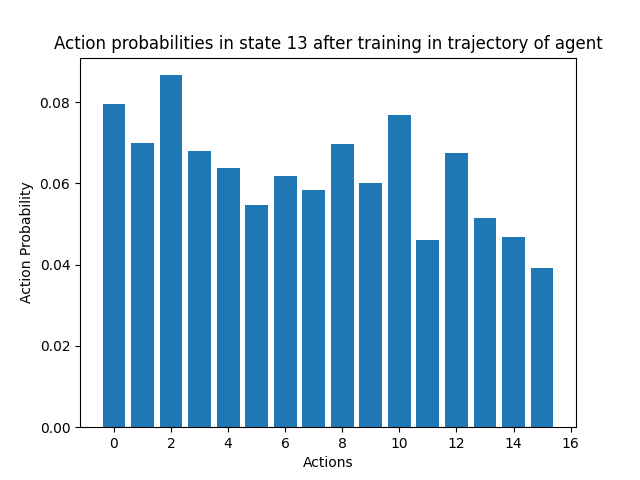 Action probabilities in state 13 after training in trajectory of agent
0.08
0.06
0.04
0.02
0.00
Action Probability
0 2 4 6 8 10 12 14 16
Actions